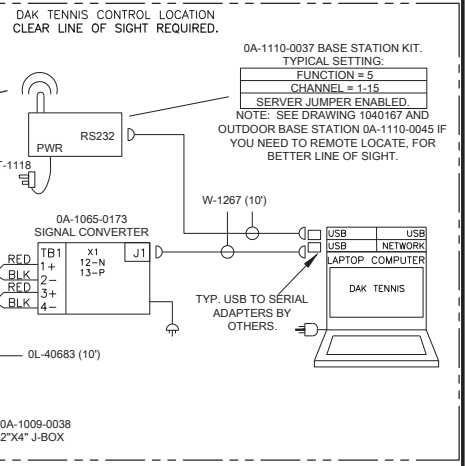 DAK TENNIS CONTROL LOCATION
CLEAR LINE OF SIGHT REQUIRED.
0A-1110-0037 BASE STATION KIT.
TYPICAL SETTING:
FUNCTION = 5
CHANNEL = 1-15
SERVER JUMPER ENABLED.
NOTE: SEE DRAWING 1040167 AND
OUTDOOR BASE STATION 0A-1110-0045 IF
YOU NEED TO REMOTE LOCATE, FOR
BETTER LINE OF SIGHT.
RS232
PWR
T-1118
W-1267 (10')
0A-1065-0173
SIGNAL CONVERTER
TB1
X1
J1
12-N
13-P
RED
1+
BLK
2-
RED
3+
BLK
4-
USB
USB
USB
NETWORK
LAPTOP COMPUTER
DAK TENNIS
TYP. USB TO SERIAL
ADAPTERS BY
OTHERS.
0L-40683 (10')
0A-1009-0038
2"X4" J-BOX